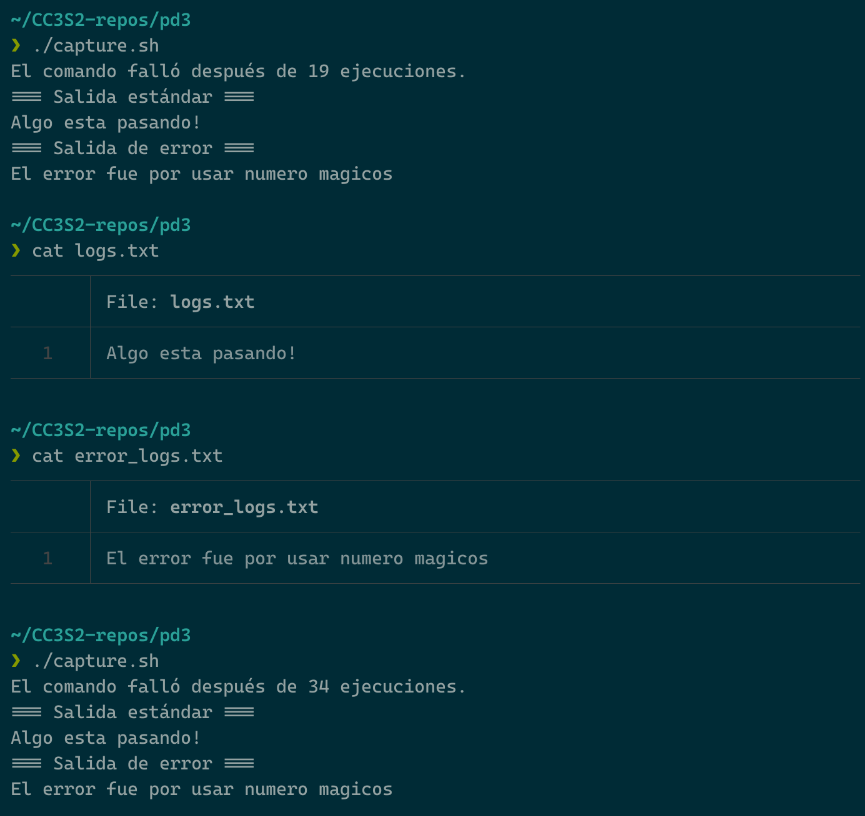 ~/CC3S2-repos/pd3
❯ ./capture.sh
El comando falló después de 19 ejecuciones.
=== Salida estándar ===
Algo esta pasando!
=== Salida de error ===
El error fue por usar numero magicos
~/CC3S2-repos/pd3
❯ cat logs.txt
File: logs.txt
1 Algo esta pasando!
~/CC3S2-repos/pd3
❯ cat error_logs.txt
File: error_logs.txt
1 El error fue por usar numero magicos
~/CC3S2-repos/pd3
❯ ./capture.sh
El comando falló después de 34 ejecuciones.
=== Salida estándar ===
Algo esta pasando!
=== Salida de error ===
El error fue por usar numero magicos